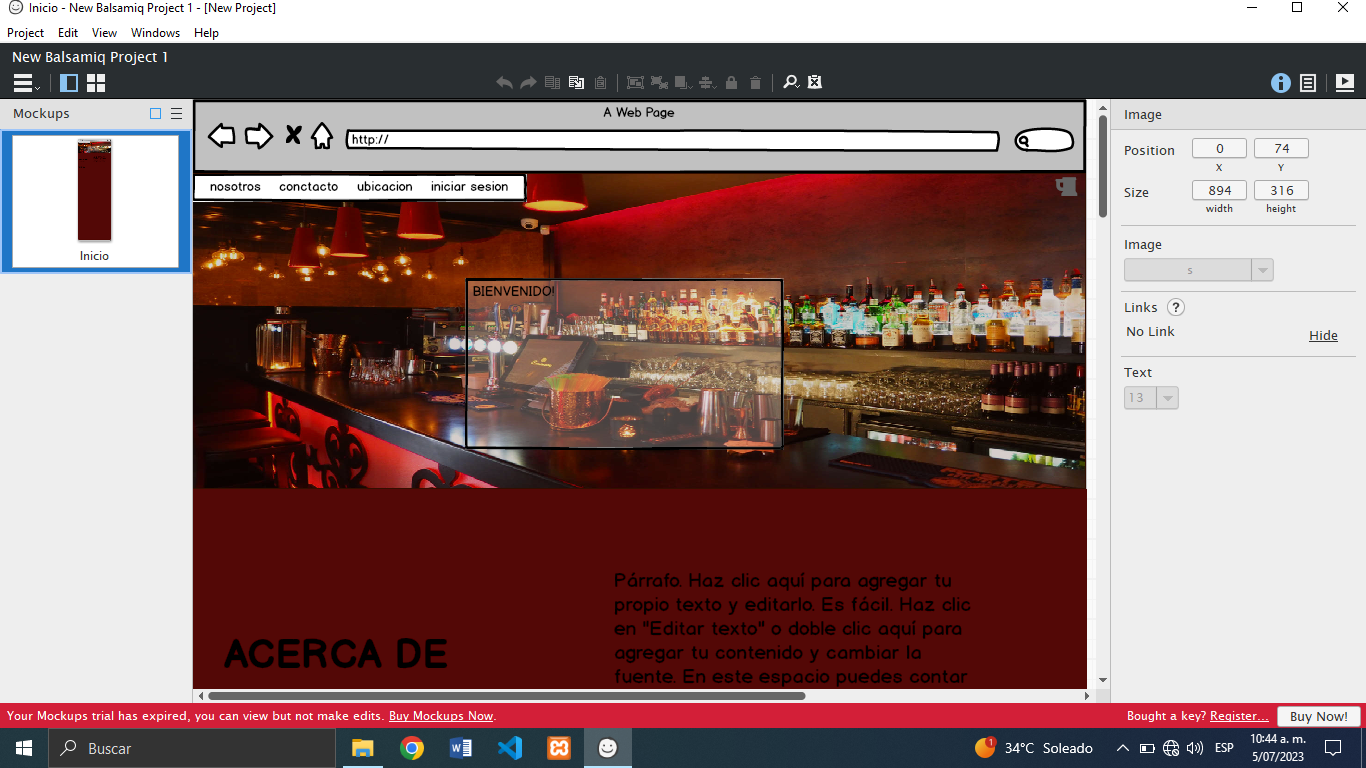 Inicio - New Balsamiq Project 1 - [New Project]
Project Edit View Windows Help
New Balsamiq Project 1
Mockups
Inicio
A Web Page
http://
nosotros conctacto ubicacion iniciar sesion
BIENVENIDO!
ACERCA DE
Párrafo. Haz clic aquí para agregar tu
propio texto y editarlo. Es fácil. Haz clic
en "Editar texto" o doble clic aquí para
agregar tu contenido y cambiar la
fuente. En este espacio puedes contar
Image
Position 0 74
X Y
Size 894 316
width height
Image
s
Links ?
No Link Hide
Text
13
Your Mockups trial has expired, you can view but not make edits. Buy Mockups Now.
Bought a key? Register... Buy Now!
Buscar
1 34°C Soleado
ESP
10:44 a. m.
5/07/2023